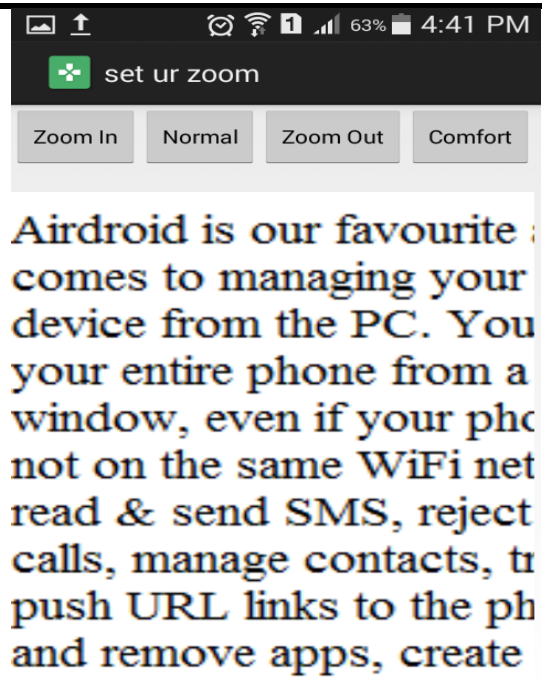 1 63% 4:41 PM
set ur zoom
Zoom In Normal Zoom Out Comfort
Airdroid is our favourite
comes to managing your
device from the PC. You
your entire phone from a
window, even if your pho
not on the same WiFi net
read & send SMS, reject
calls, manage contacts, tr
push URL links to the ph
and remove apps, create